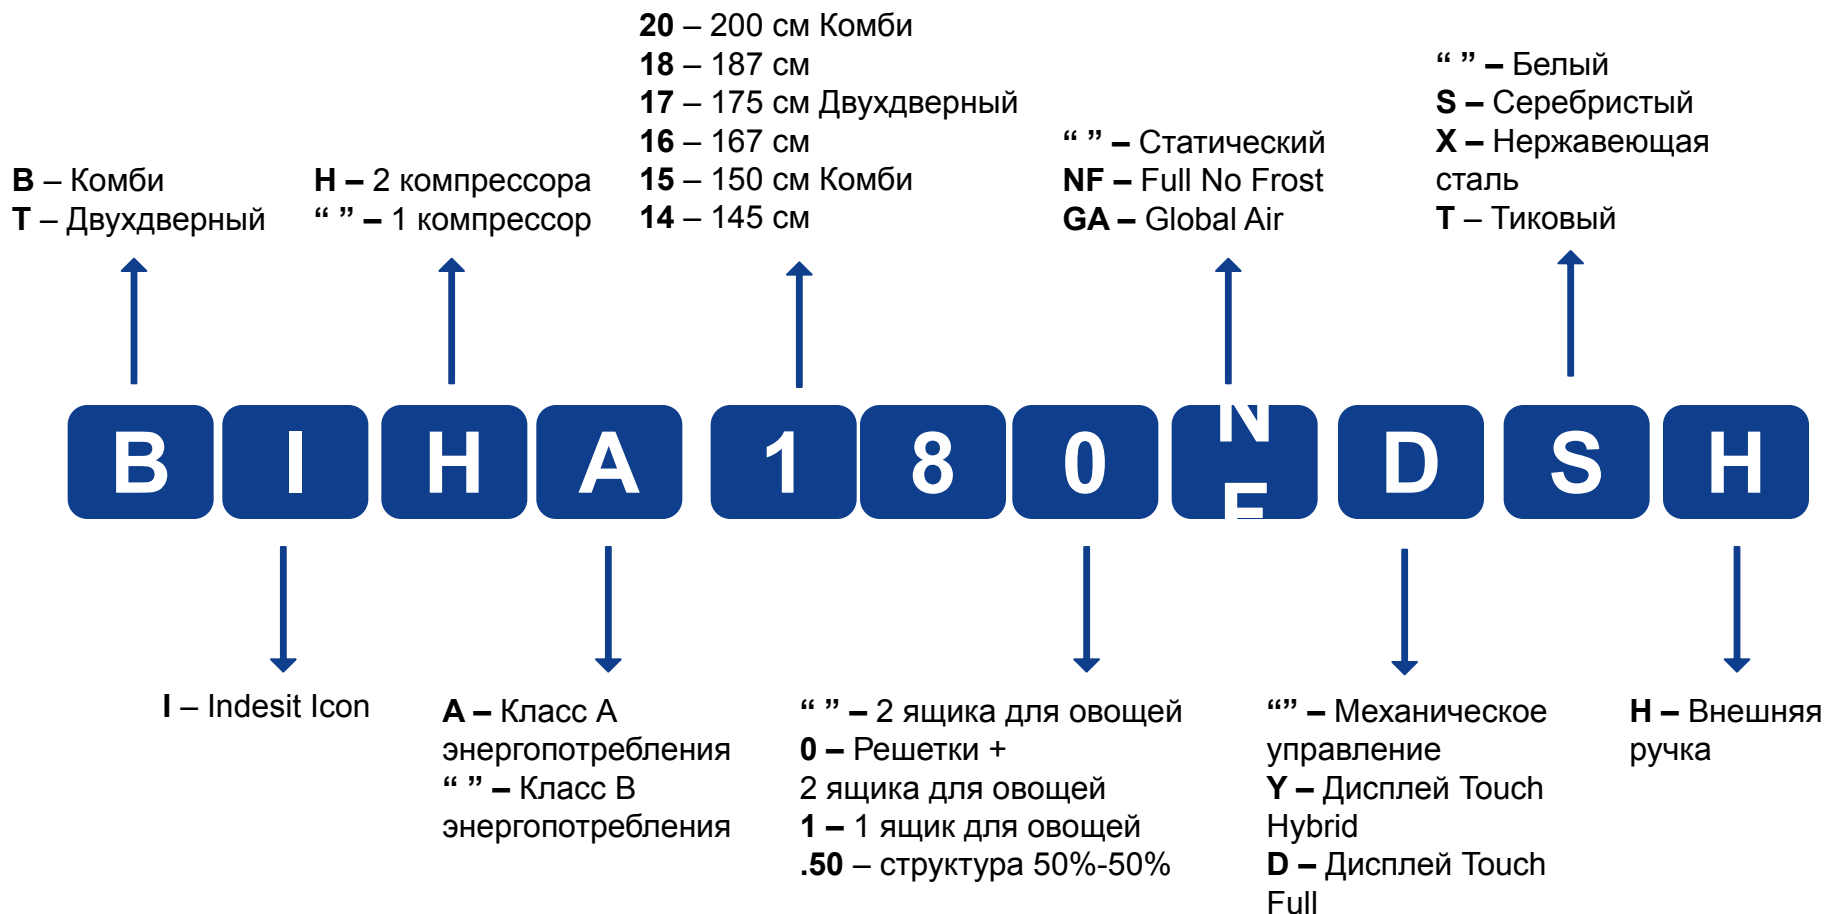 B – Комби
T – Двухдверный
H – 2 компрессора
“ ” – 1 компрессор
20 – 200 см Комби
18 – 187 см
17 – 175 см Двухдверный
16 – 167 см
15 – 150 см Комби
14 – 145 см
“ ” – Статический
NF – Full No Frost
GA – Global Air
“ ” – Белый
S – Серебристый
X – Нержавеющая
сталь
T – Тиковый
B I H A 1 8 0 NF D S H
I – Indesit Icon
A – Класс А
энергопотребления
“ ” – Класс B
энергопотребления
“ ” – 2 ящика для овощей
0 – Решетки +
2 ящика для овощей
1 – 1 ящик для овощей
.50 – структура 50%-50%
“” – Механическое
управление
Y – Дисплей Touch
Hybrid
D – Дисплей Touch
Full
H – Внешняя
ручка